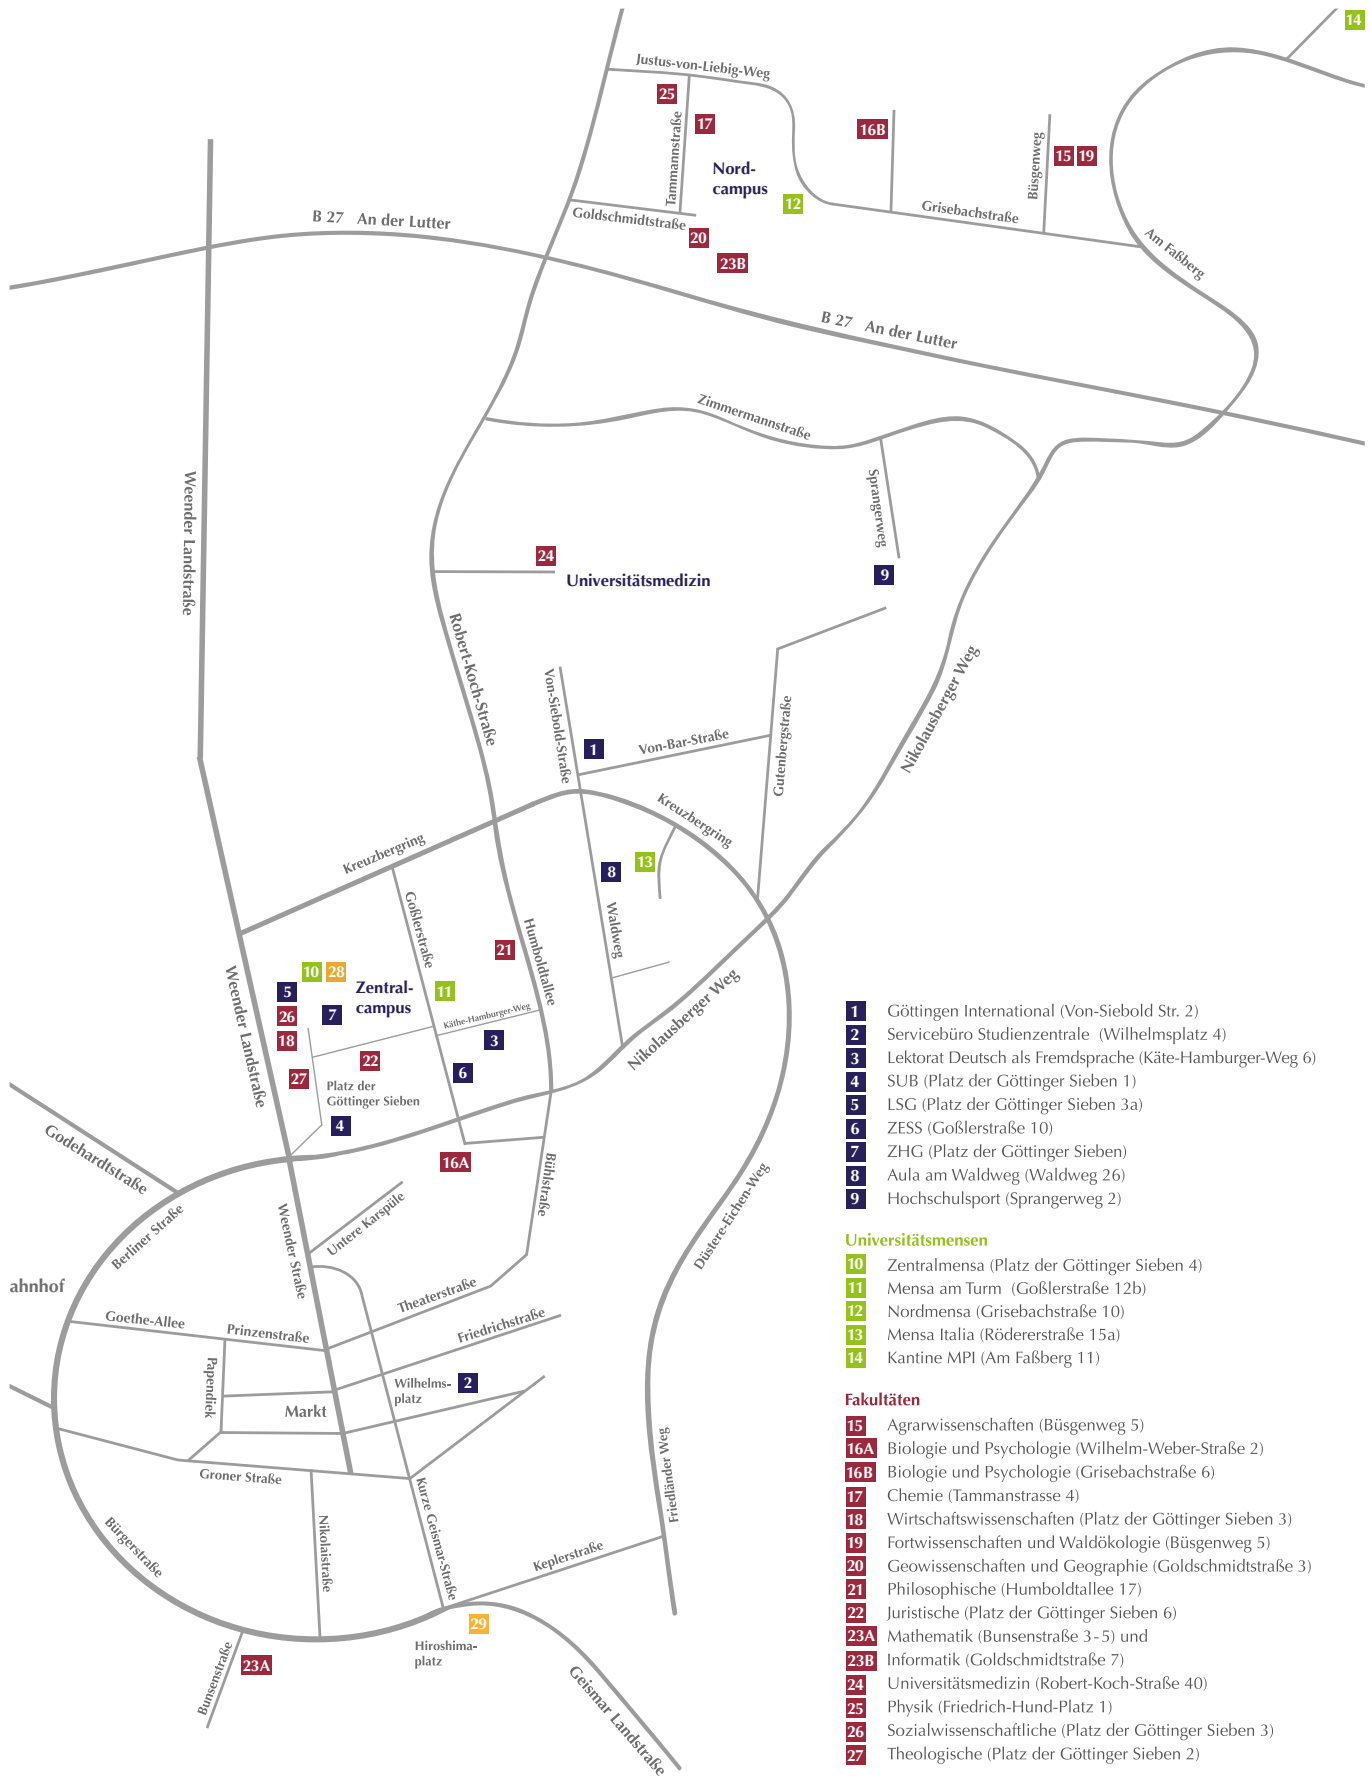 14
Justus-von-Liebig-Weg
25
17
Tammannstraße
16B
Büsgenweg
15 19
Nord-
campus
12
Goldschmidtstraße
Grisebachstraße
20
23B
Am Faßberg
B 27 An der Lutter
B 27 An der Lutter
Zimmermannstraße
Weender Landstraße
Sprangerweg
24
Universitätsmedizin
9
Robert-Koch-Straße
Von-Siebold-Straße
1
Von-Bar-Straße
Gutenbergstraße
Nikolausberger Weg
Kreuzbergring
Kreuzbergring
8
13
Goßlerstraße
Waldweg
Humboldtallee
21
10 28
5
Zentral-
campus
11
26
7
Käthe-Hamburger-Weg
18
3
Weender Landstraße
22
6
27
Platz der
Göttinger Sieben
Nikolausberger Weg
4
Godehardtstraße
16A
Bühlstraße
Düstere-Eichen-Weg
Untere Karspüle
Berliner Straße
Weender Straße
ahnhof
Theaterstraße
Goethe-Allee
Prinzenstraße
Friedrichstraße
Papendiek
Wilhelms-
platz
2
Markt
Groner Straße
Kurze Geismar-Straße
Friedländer Weg
Bürgerstraße
Nikolaistraße
Keplerstraße
29
Hiroshima-
platz
Bunsenstraße
23A
Geismar Landstraße
1 Göttingen International (Von-Siebold Str. 2)
2 Servicebüro Studienzentrale (Wilhelmsplatz 4)
3 Lektorat Deutsch als Fremdsprache (Käte-Hamburger-Weg 6)
4 SUB (Platz der Göttinger Sieben 1)
5 LSG (Platz der Göttinger Sieben 3a)
6 ZESS (Goßlerstraße 10)
7 ZHG (Platz der Göttinger Sieben)
8 Aula am Waldweg (Waldweg 26)
9 Hochschulsport (Sprangerweg 2)
Universitätsmensen
10 Zentralmensa (Platz der Göttinger Sieben 4)
11 Mensa am Turm (Goßlerstraße 12b)
12 Nordmensa (Grisebachstraße 10)
13 Mensa Italia (Rödererstraße 15a)
14 Kantine MPI (Am Faßberg 11)
Fakultäten
15 Agrarwissenschaften (Büsgenweg 5)
16A Biologie und Psychologie (Wilhelm-Weber-Straße 2)
16B Biologie und Psychologie (Grisebachstraße 6)
17 Chemie (Tammanstrasse 4)
18 Wirtschaftswissenschaften (Platz der Göttinger Sieben 3)
19 Fortwissenschaften und Waldökologie (Büsgenweg 5)
20 Geowissenschaften und Geographie (Goldschmidtstraße 3)
21 Philosophische (Humboldtallee 17)
22 Juristische (Platz der Göttinger Sieben 6)
23A Mathematik (Bunsenstraße 3-5) und
23B Informatik (Goldschmidtstraße 7)
24 Universitätsmedizin (Robert-Koch-Straße 40)
25 Physik (Friedrich-Hund-Platz 1)
26 Sozialwissenschaftliche (Platz der Göttinger Sieben 3)
27 Theologische (Platz der Göttinger Sieben 2)